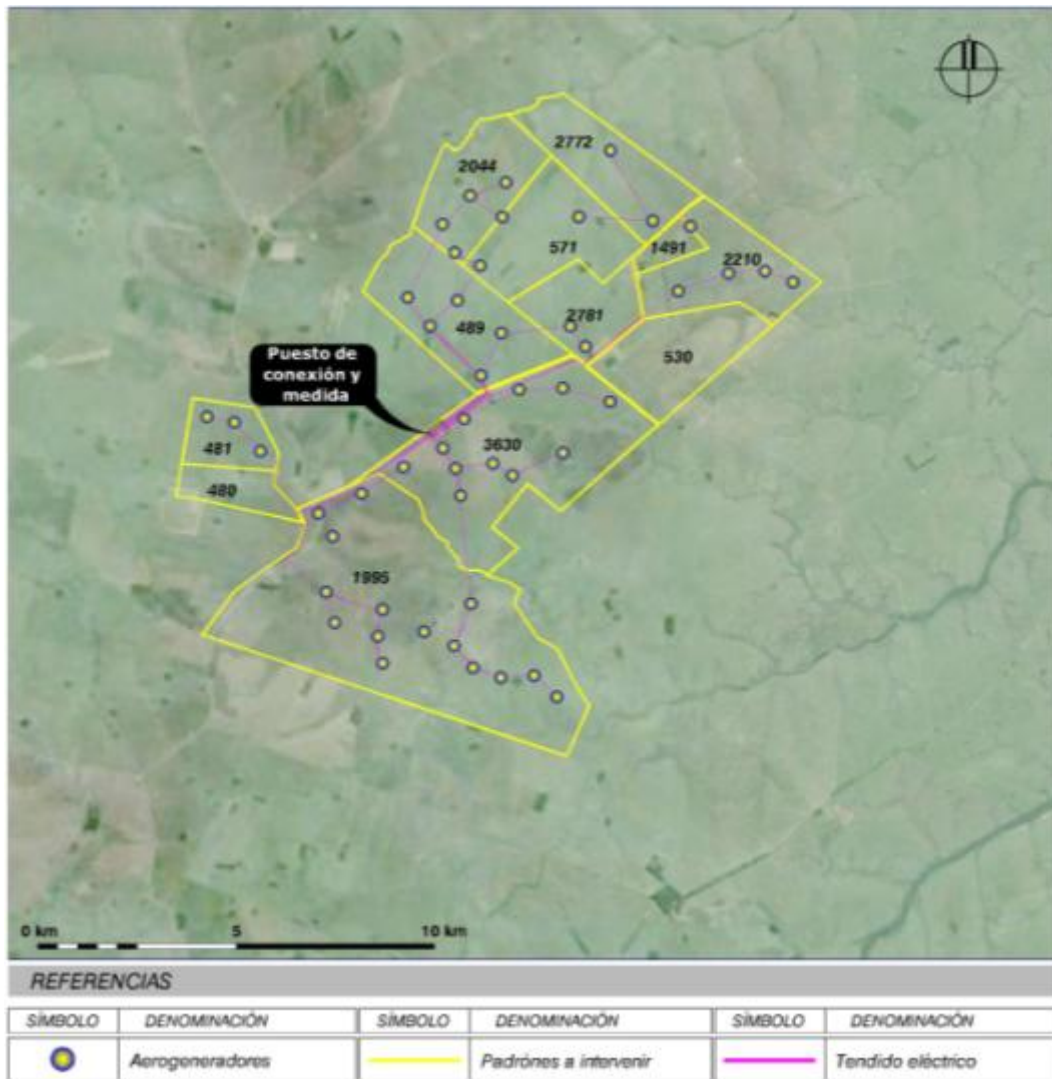 2772
2044
571
1491
2210
2781
489
530
Puesto de
conexión y
medida
3630
481
480
1995
0 km
5
10 km
REFERENCIAS
SÍMBOLO
DENOMINACIÓN
SÍMBOLO
DENOMINACIÓN
SÍMBOLO
DENOMINACIÓN
Aerogeneradores
Padrónes a intervenir
Tendido eléctrico